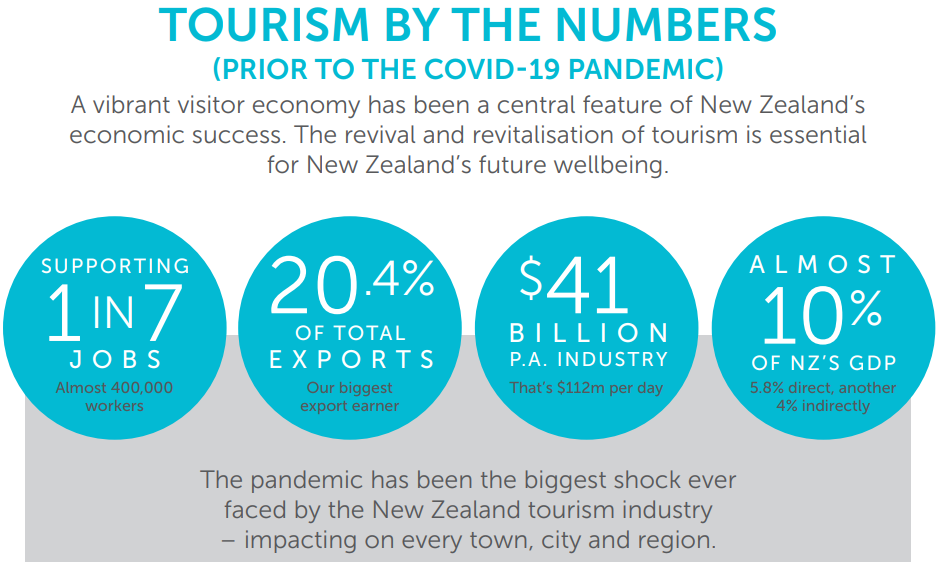 TOURISM BY THE NUMBERS
(PRIOR TO THE COVID-19 PANDEMIC)
A vibrant visitor economy has been a central feature of New Zealand's
economic success. The revival and revitalisation of tourism is essential
for New Zealand's future wellbeing.
SUPPORTING
1 IN 7
JOBS
Almost 400,000
workers
20.4%
OF TOTAL
EXPORTS
Our biggest
export earner
$41
BILLION
P.A. INDUSTRY
That's $112m per day
ALMOST
10%
OF NZ'S GDP
5.8% direct, another
4% indirectly
The pandemic has been the biggest shock ever
faced by the New Zealand tourism industry
– impacting on every town, city and region.